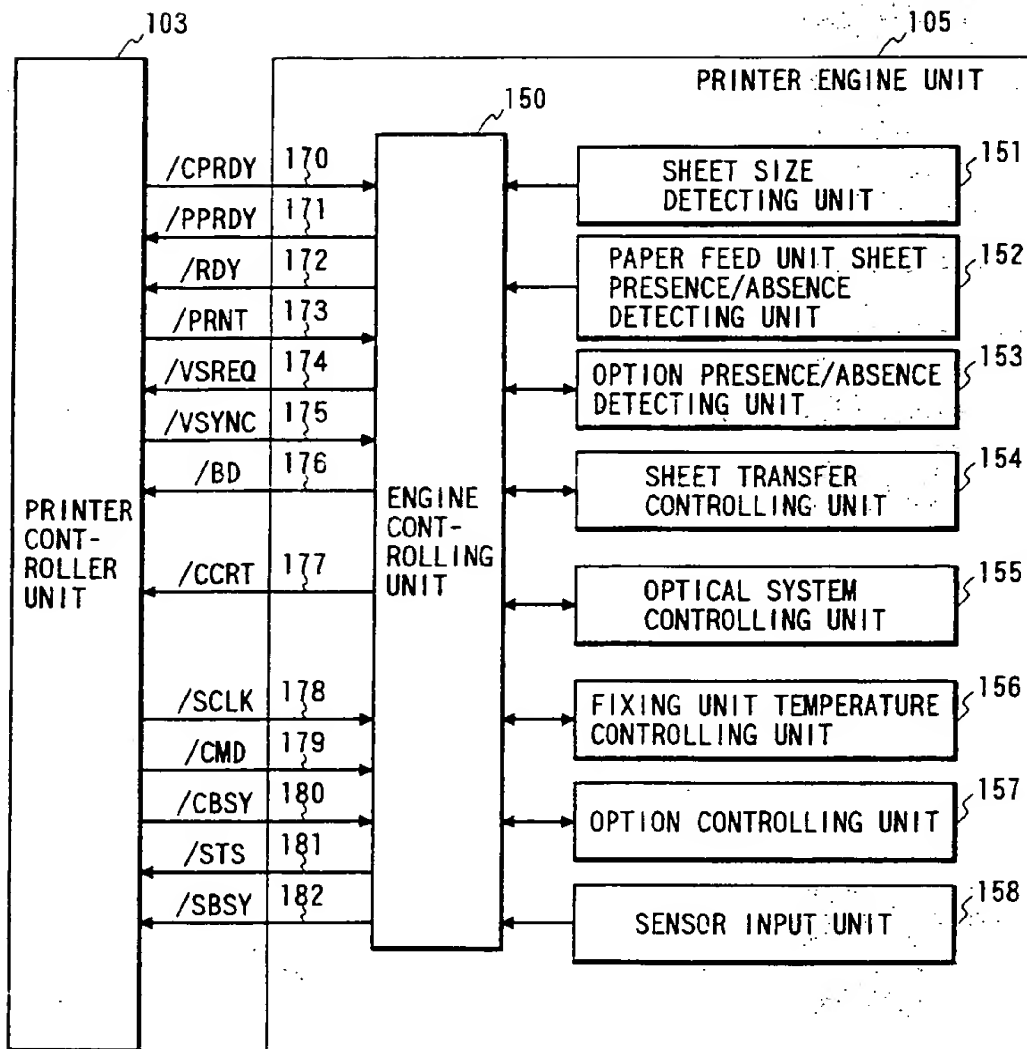 103
105
PRINTER ENGINE UNIT
150
/CPRDY 170
/PPRDY 171
/RDY 172
/PRNT 173
/VSREQ 174
/VSYNC 175
/BD 176
/CCRT 177
/SCLK 178
/CMD 179
/CBSY 180
/STS 181
/SBSY 182
PRINTER
CONT-
ROLLER
UNIT
ENGINE
CONT-
ROLLING
UNIT
SHEET SIZE
DETECTING UNIT
151
PAPER FEED UNIT SHEET
PRESENCE/ABSENCE
DETECTING UNIT
152
OPTION PRESENCE/ABSENCE
DETECTING UNIT
153
SHEET TRANSFER
CONTROLLING UNIT
154
OPTICAL SYSTEM
CONTROLLING UNIT
155
FIXING UNIT TEMPERATURE
CONTROLLING UNIT
156
OPTION CONTROLLING UNIT
157
SENSOR INPUT UNIT
158